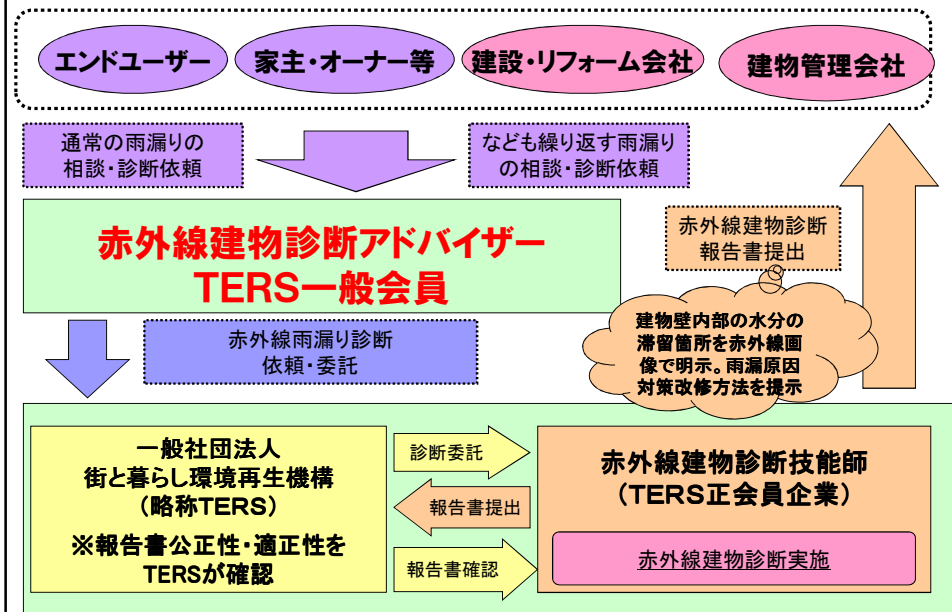 エンドユーザー
家主・オーナー等
建設・リフォーム会社
建物管理会社
通常の雨漏りの
相談・診断依頼
なども繰り返す雨漏り
の相談・診断依頼
赤外線建物診断
報告書提出
赤外線建物診断アドバイザー
TERS一般会員
建物壁内部の水分の
滞留箇所を赤外線画
像で明示。雨漏原因
対策改修方法を提示
赤外線雨漏り診断
依頼・委託
一般社団法人
街と暮らし環境再生機構
(略称TERS)
※報告書公正性・適正性を
TERSが確認
診断委託
報告書提出
報告書確認
赤外線建物診断技能師
(TERS正会員企業)
赤外線建物診断実施